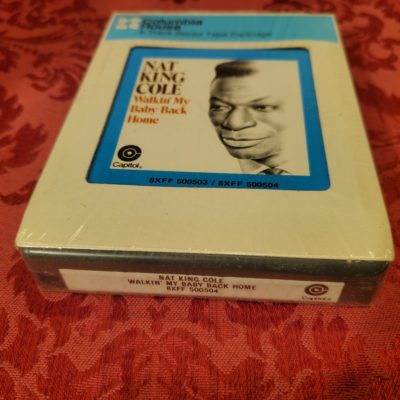 Columbia
House
8-Track Stereo Tape Cartridge
NAT
KING
COLE
Walkin' My
Baby Back
Home
Capitol
8XFF 500503 / 8XFF 500504
NAT KING COLE
WALKIN' MY BABY BACK HOME
8XFF 500504
Capitol